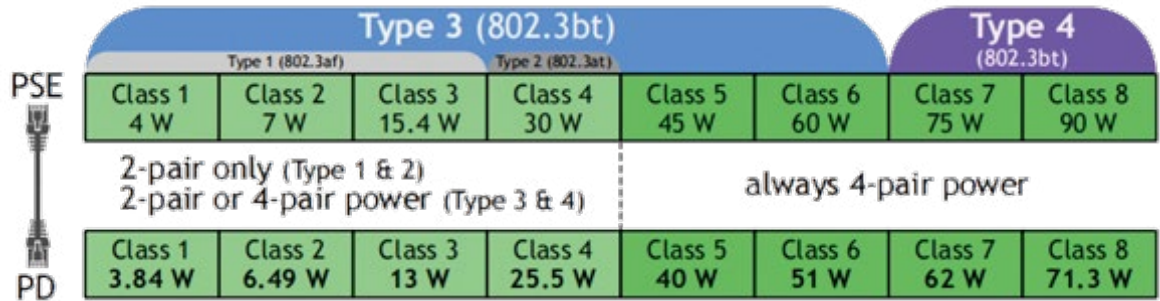 Type 3 (802.3bt)
Type 4
(802.3bt)
Type 1 (802.3af)
Type 2 (802.3at)
PSE
Class 1
4 W
Class 2
7 W
Class 3
15.4 W
Class 4
30 W
Class 5
45 W
Class 6
60 W
Class 7
75 W
Class 8
90 W
2-pair only (Type 1 & 2)
2-pair or 4-pair power (Type 3 & 4)
always 4-pair power
PD
Class 1
3.84 W
Class 2
6.49 W
Class 3
13 W
Class 4
25.5 W
Class 5
40 W
Class 6
51 W
Class 7
62 W
Class 8
71.3 W